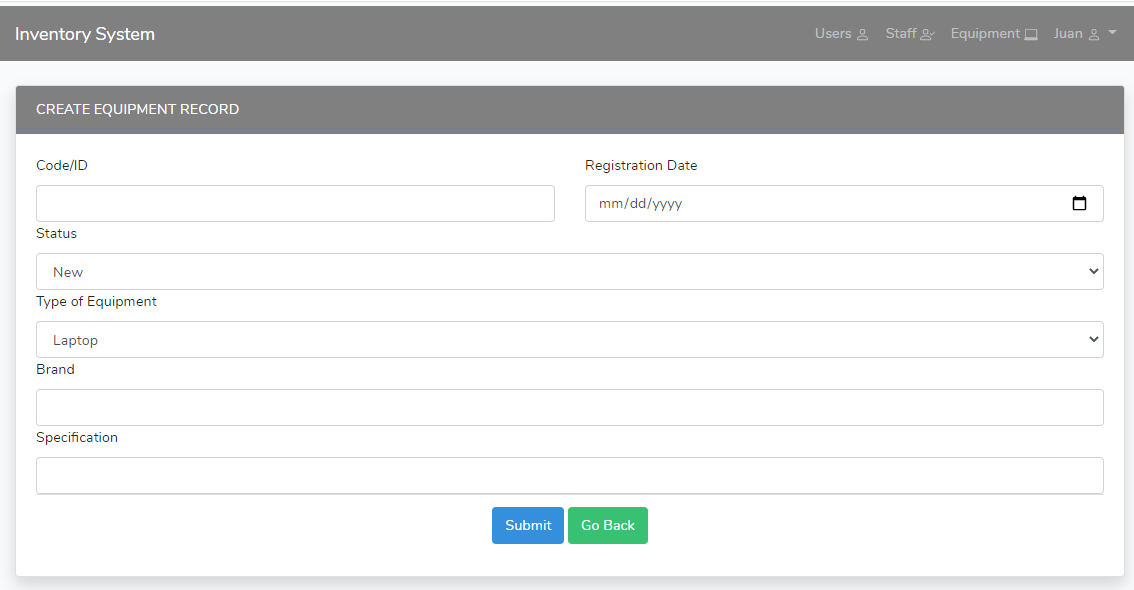 Inventory System Users Staff Equipment Juan
CREATE EQUIPMENT RECORD
Code/ID Registration Date
mm/dd/yyyy
Status
New
Type of Equipment
Laptop
Brand
Specification
Submit Go Back